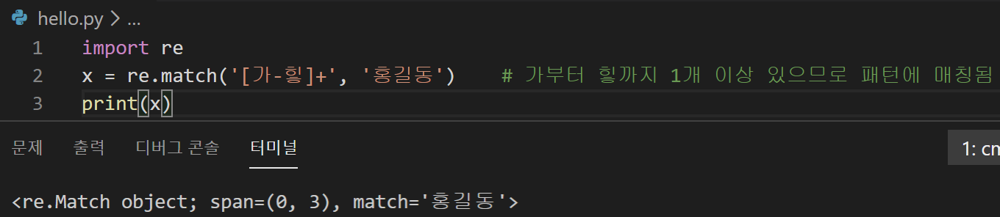 hello.py > ...
1 import re
2 x = re.match('[가-힣]+', '홍길동') # 가부터 힣까지 1개 이상 있으므로 패턴에 매칭됨
3 print(x)
문제 출력 디버그 콘솔 터미널 1: cm
<re.Match object; span=(0, 3), match='홍길동'>